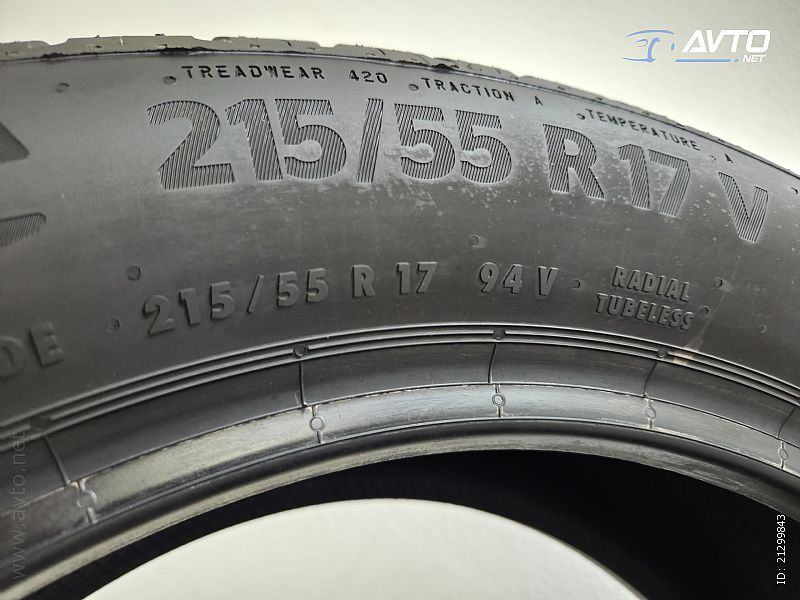 AVTO
.NET
TREADWEAR 420 TRACTION A TEMPERATURE A
215/55 R 17 V
215/55 R 17 94 V RADIAL
TUBELESS
DE
www.avto.net
ID: 21299843